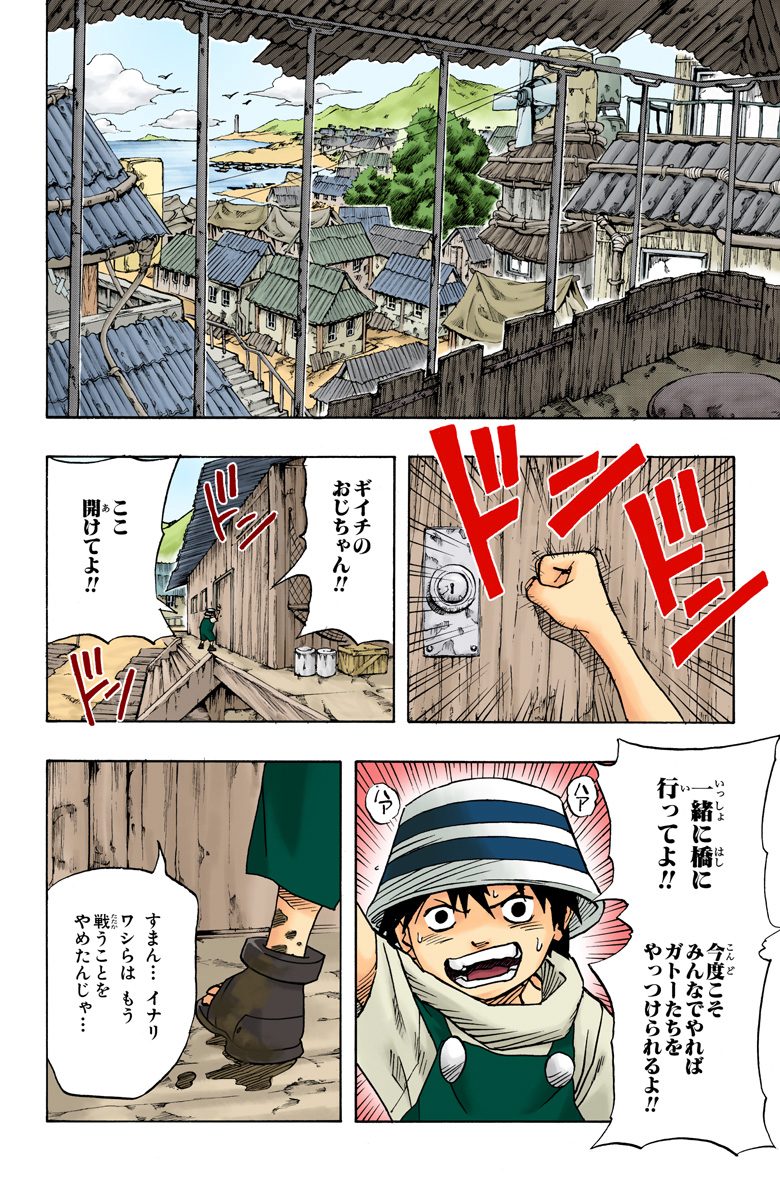 ドンドンドン
ギイチの
おじちゃん!!
ドン
ドン
ここ
開けてよ!!
一緒に橋に
行ってよ!!
今度こそ
みんなでやれば
ガトーたちを
やっつけられるよ!!
ハア
ハア
すまん…イナリ
ワシらは もう
戦うことを
やめたんじゃ…